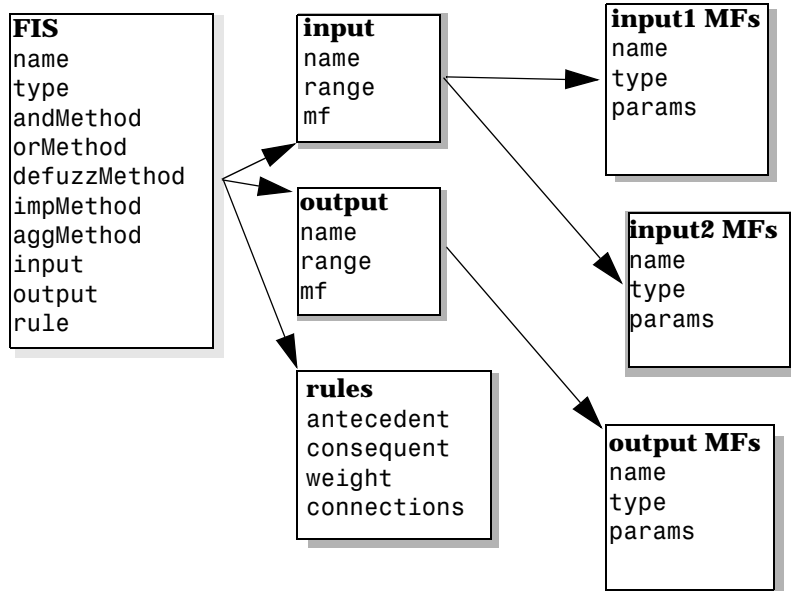 FIS
name
type
andMethod
orMethod
defuzzMethod
impMethod
aggMethod
input
output
rule
input
name
range
mf
output
name
range
mf
rules
antecedent
consequent
weight
connections
input1 MFs
name
type
params
input2 MFs
name
type
params
output MFs
name
type
params